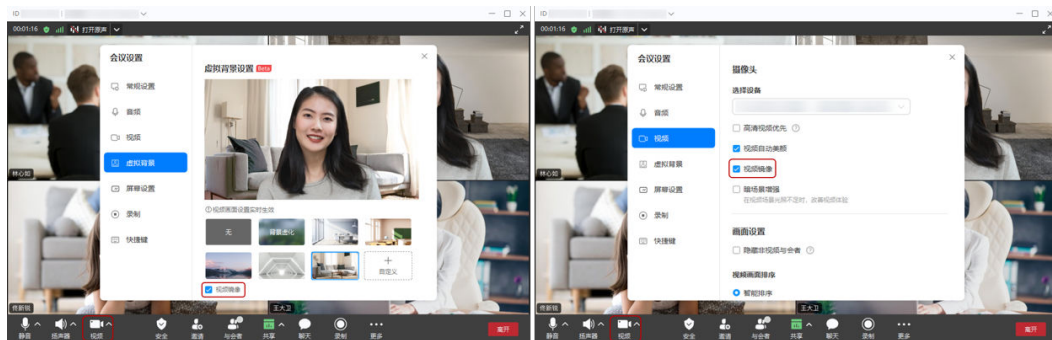 ID
00:01:16 打开原声
会议设置
常规设置
音频
视频
虚拟背景
屏幕设置
录制
快捷键
虚拟背景设置 Beta
①视频画面设置实时生效
无
背景虚化
自定义
视频镜像
林心如
佟新锐
王大卫
静音
扬声器
视频
安全
邀请
与会者
共享
聊天
录制
更多
离开
ID
00:01:16 打开原声
会议设置
常规设置
音频
视频
虚拟背景
屏幕设置
录制
快捷键
摄像头
选择设备
高清视频优先
视频自动美颜
视频镜像
暗场景增强
在视频场景光照不足时，改善视频体验
画面设置
隐藏非视频与会者
视频画面排序
智能排序
林心如
佟新锐
王大卫
静音
扬声器
视频
安全
邀请
与会者
共享
聊天
录制
更多
离开